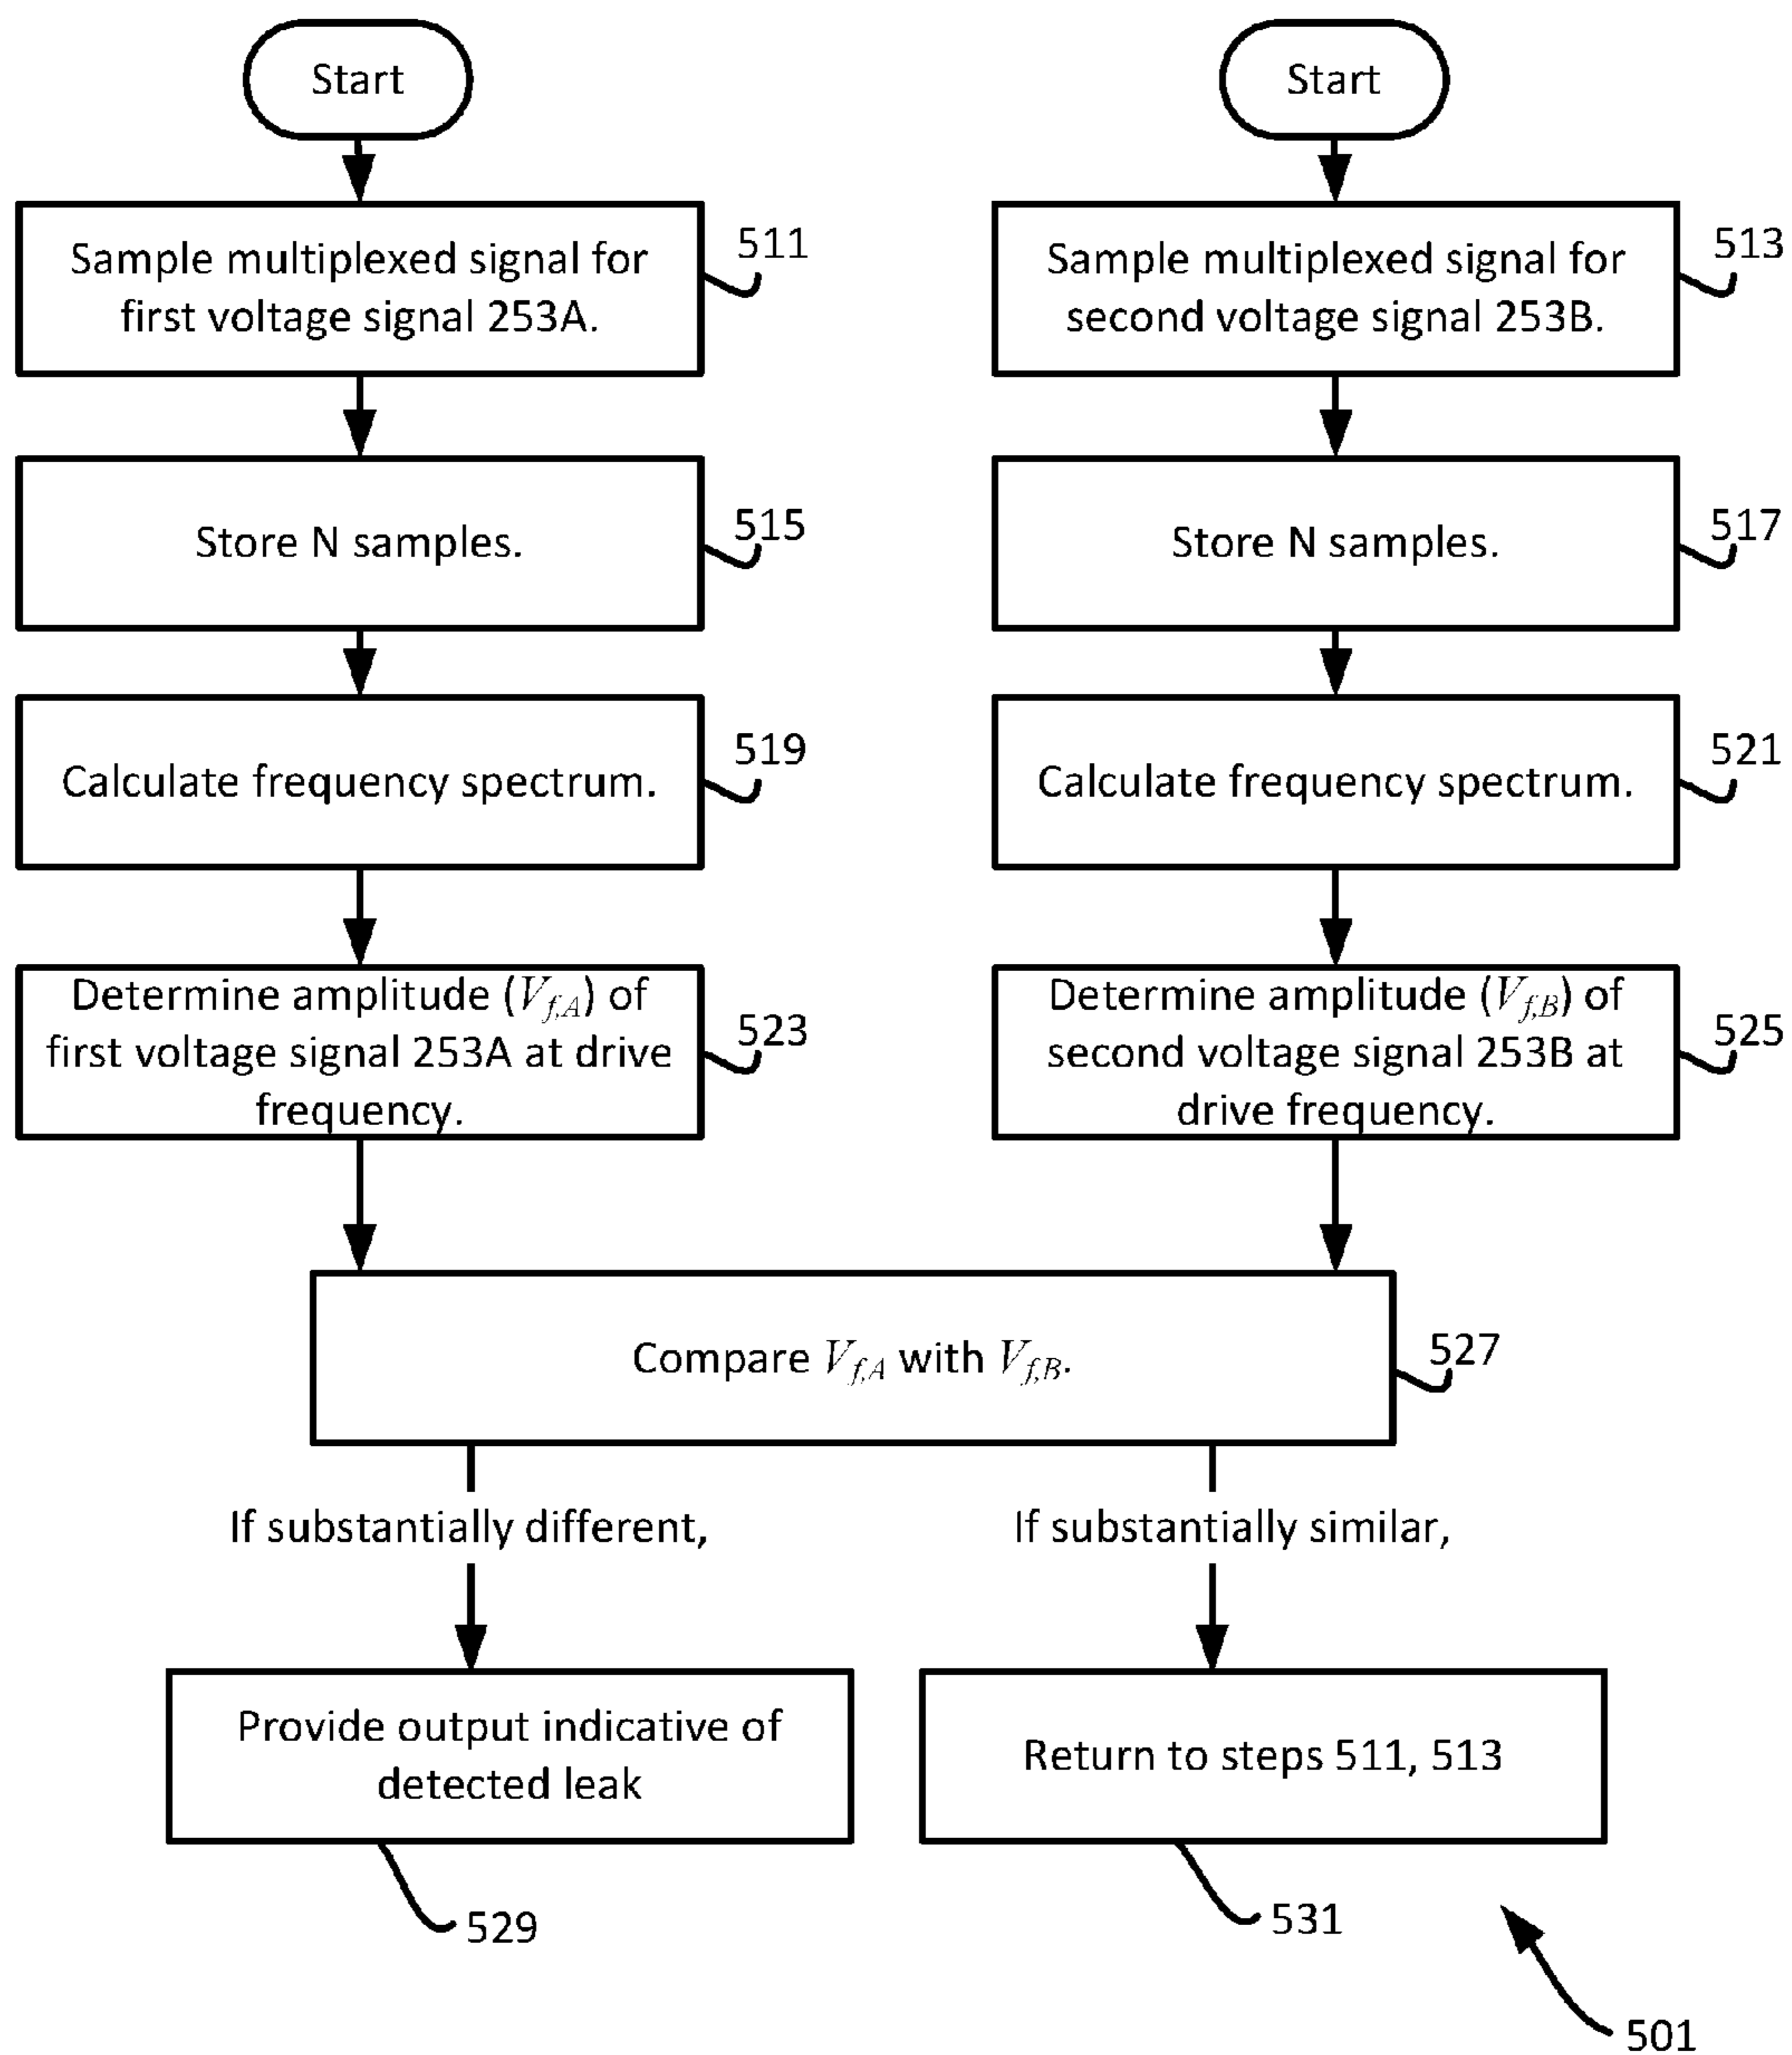 Start
Start
Sample multiplexed signal for
first voltage signal 253A.
511
Sample multiplexed signal for
second voltage signal 253B.
513
Store N samples.
515
Store N samples.
517
Calculate frequency spectrum.
519
Calculate frequency spectrum.
521
Determine amplitude (V_{f,A}) of
first voltage signal 253A at drive
frequency.
523
Determine amplitude (V_{f,B}) of
second voltage signal 253B at
drive frequency.
525
Compare V_{f,A} with V_{f,B}.
527
If substantially different,
If substantially similar,
Provide output indicative of
detected leak
Return to steps 511, 513
529
531
501